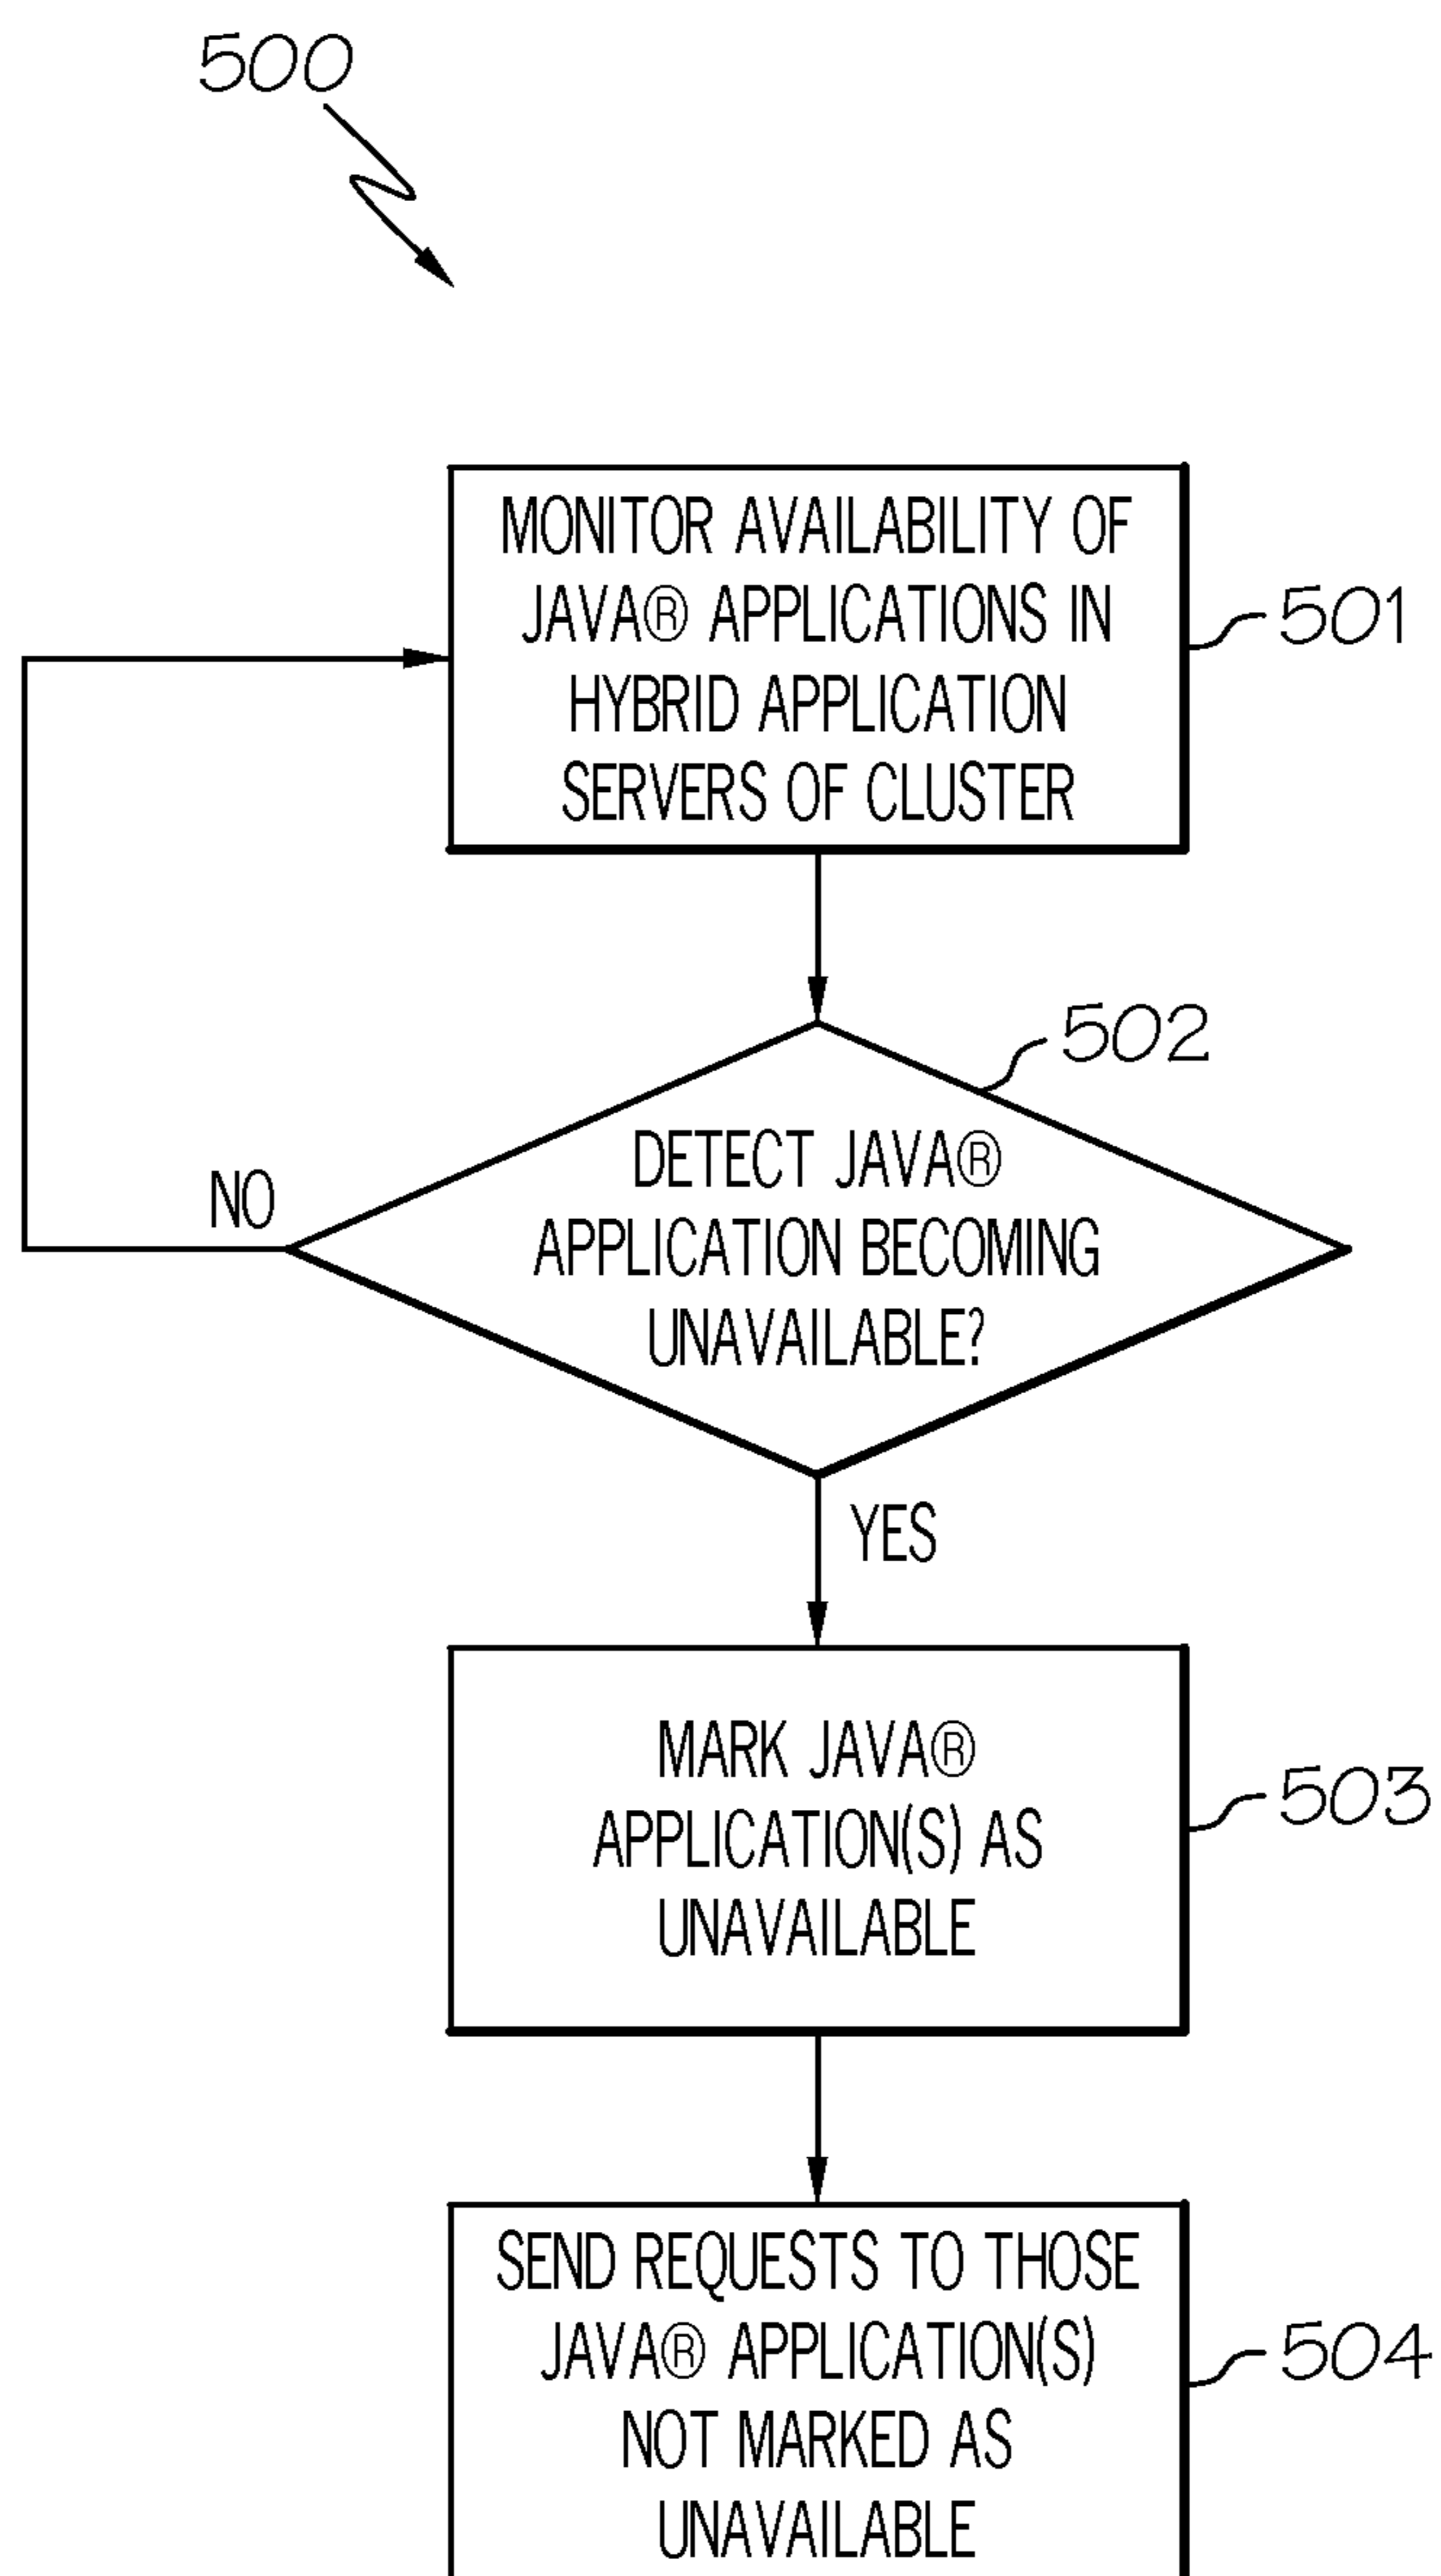 500
MONITOR AVAILABILITY OF
JAVA® APPLICATIONS IN
HYBRID APPLICATION
SERVERS OF CLUSTER
501
502
DETECT JAVA®
APPLICATION BECOMING
UNAVAILABLE?
NO
YES
MARK JAVA®
APPLICATION(S) AS
UNAVAILABLE
503
SEND REQUESTS TO THOSE
JAVA® APPLICATION(S)
NOT MARKED AS
UNAVAILABLE
504